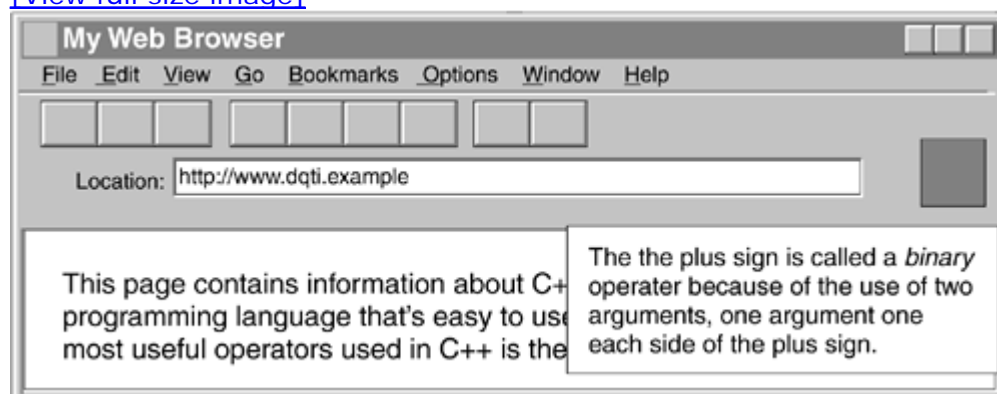 [View full size image]
My Web Browser
File Edit View Go Bookmarks Options Window Help
Location: http://www.dqti.example
This page contains information about C+
programming language that's easy to use
most useful operators used in C++ is the
The the plus sign is called a binary
operater because of the use of two
arguments, one argument one
each side of the plus sign.